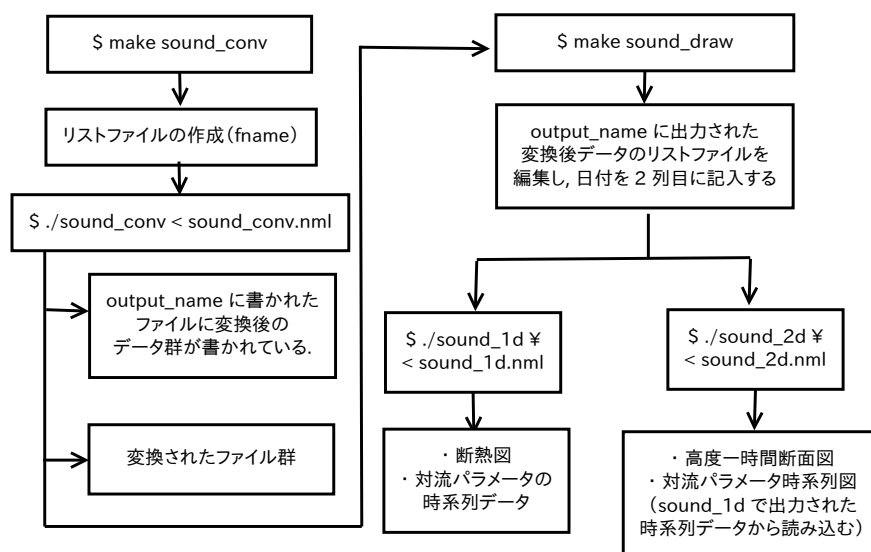 $ make sound_conv
リストファイルの作成(fname)
$ ./sound_conv < sound_conv.nml
output_name に書かれた
ファイルに変換後の
データ群が書かれている.
変換されたファイル群
$ make sound_draw
output_name に出力された
変換後データのリストファイルを
編集し, 日付を 2 列目に記入する
$ ./sound_1d ¥
< sound_1d.nml
・断熱図
・対流パラメータの
時系列データ
$ ./sound_2d ¥
< sound_2d.nml
・高度一時間断面図
・対流パラメータ時系列図
(sound_1d で出力された
時系列データから読み込む)